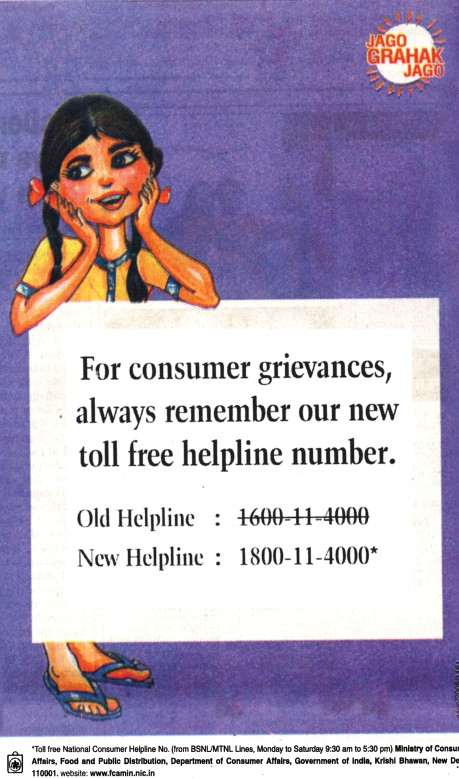 JAGO
GRAHAK
JAGO
For consumer grievances,
always remember our new
toll free helpline number.
Old Helpline : 1600-11-4000
New Helpline : 1800-11-4000*
*Toll free National Consumer Helpline No. (from BSNL/MTNL Lines, Monday to Saturday 9:30 am to 5:30 pm) Ministry of Consu
Affairs, Food and Public Distribution, Department of Consumer Affairs, Government of India, Krishi Bhawan, New De
110001. website: www.fcamin.nic.in